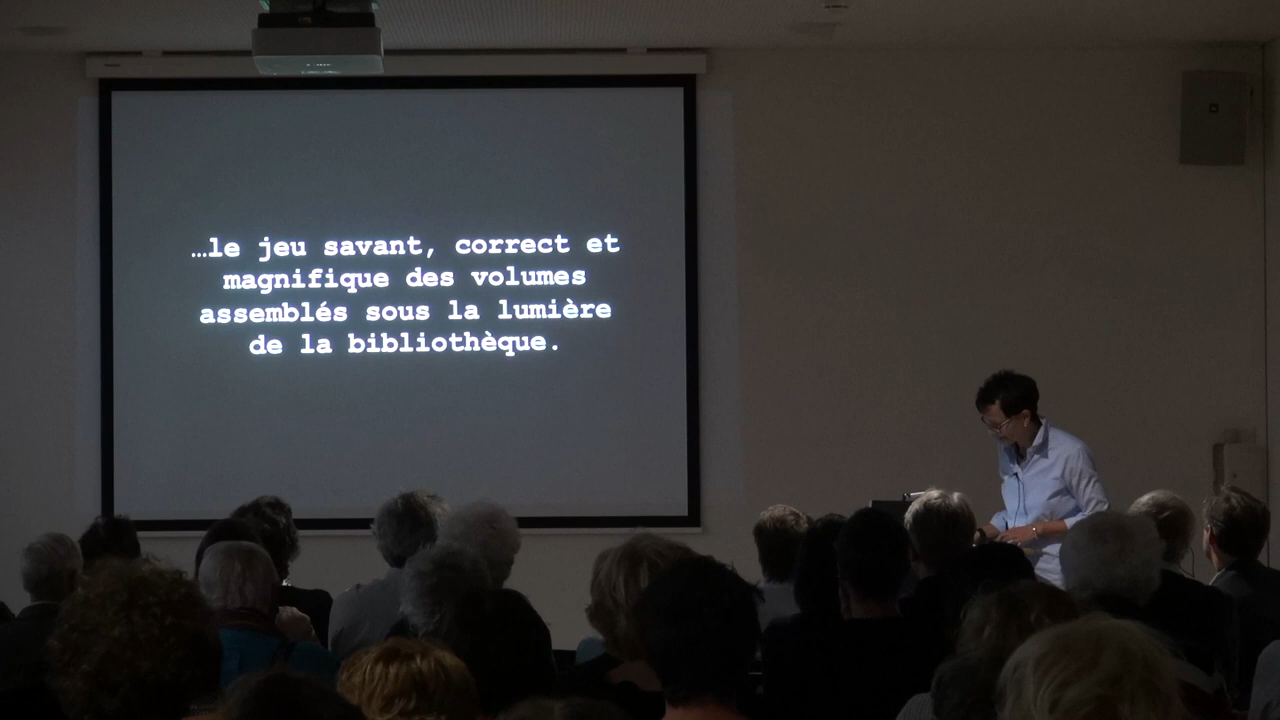 …le jeu savant, correct et
magnifique des volumes
assemblés sous la lumière
de la bibliothèque.